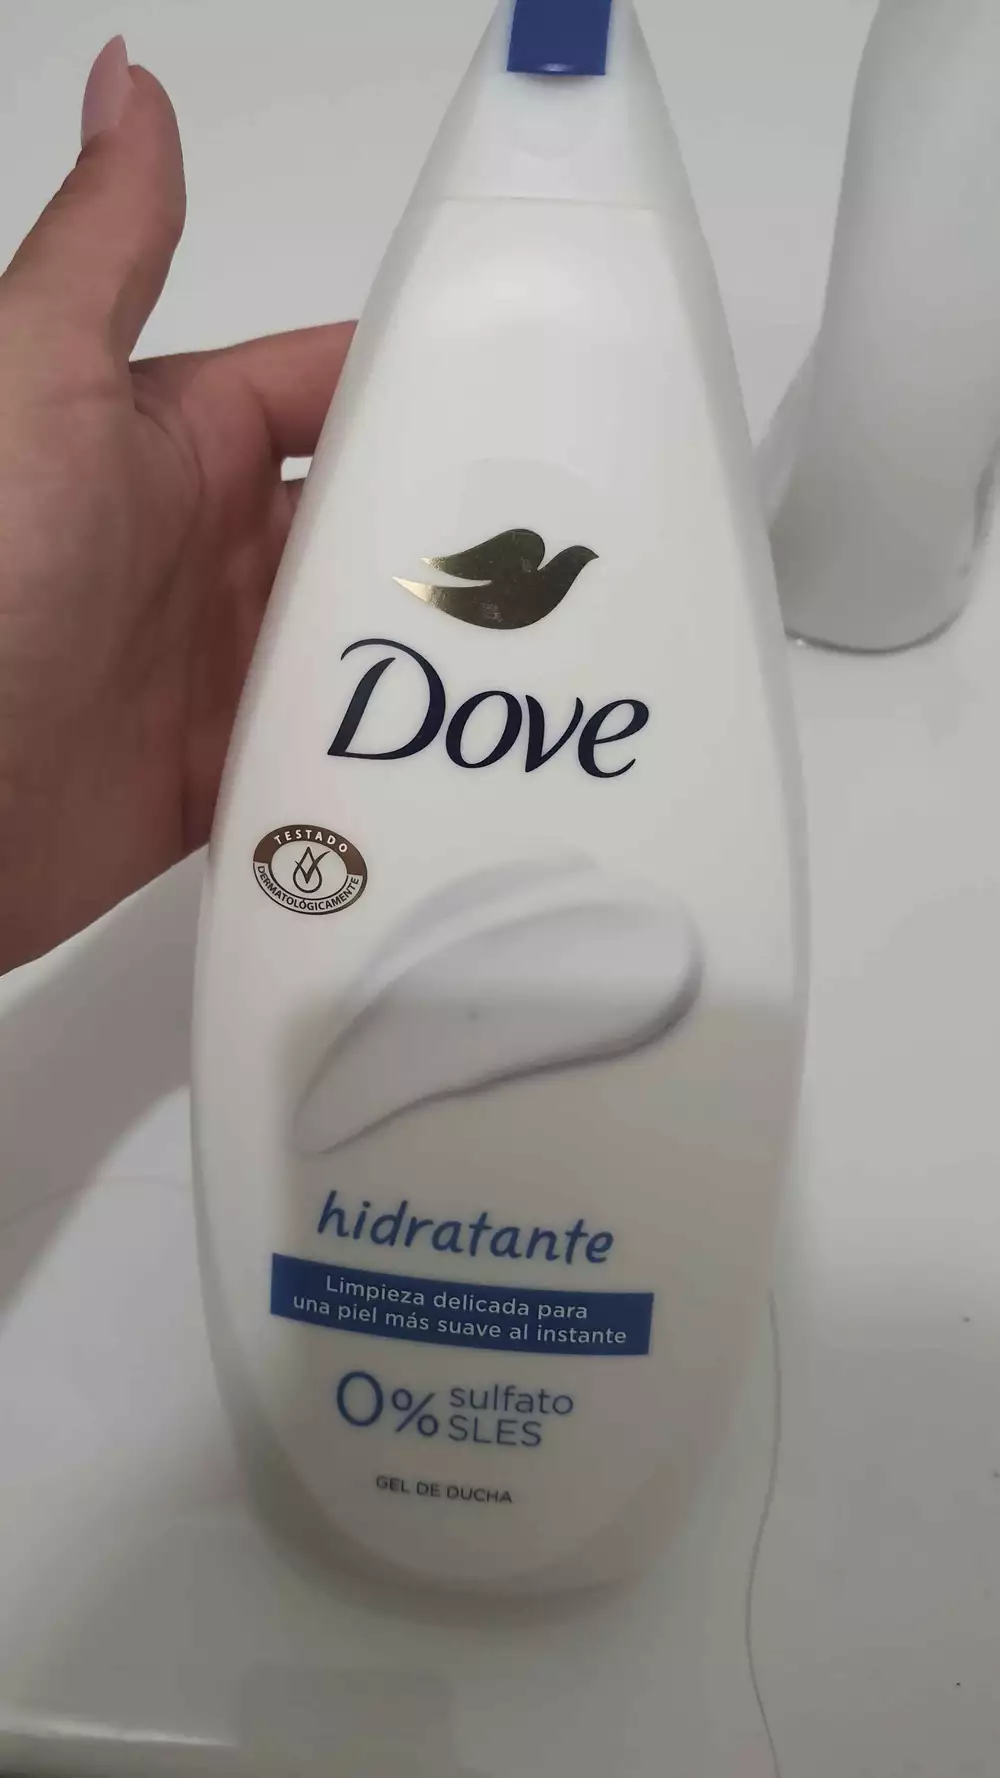 Dove
TESTADO
DERMATOLÓGICAMENTE
hidratante
Limpieza delicada para
una piel más suave al instante
0% sulfato
SLES
GEL DE DUCHA